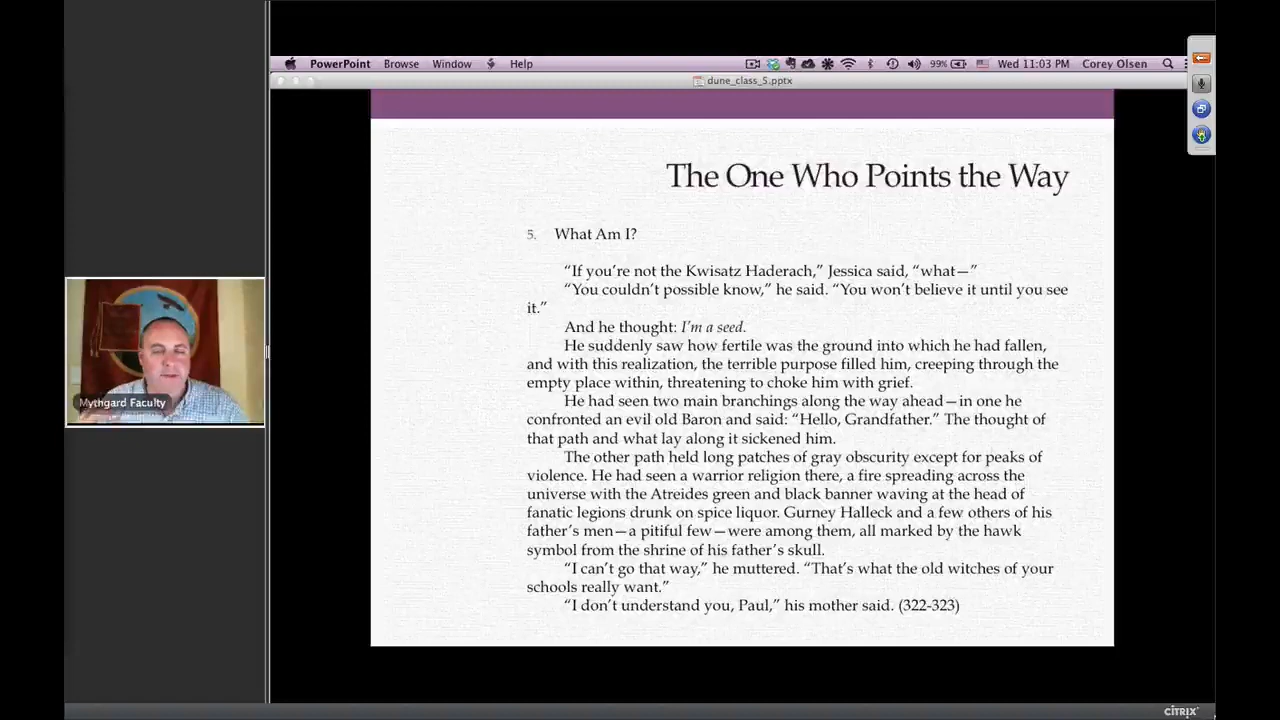 PowerPoint Browse Window Help 99% Wed 11:03 PM Corey Olsen
dune_class_5.pptx
The One Who Points the Way
5. What Am I?
“If you're not the Kwisatz Haderach,” Jessica said, “what—”
“You couldn't possible know,” he said. “You won't believe it until you see
it.”
And he thought: I'm a seed.
He suddenly saw how fertile was the ground into which he had fallen,
and with this realization, the terrible purpose filled him, creeping through the
empty place within, threatening to choke him with grief.
He had seen two main branchings along the way ahead—in one he
confronted an evil old Baron and said: “Hello, Grandfather.” The thought of
that path and what lay along it sickened him.
The other path held long patches of gray obscurity except for peaks of
violence. He had seen a warrior religion there, a fire spreading across the
universe with the Atreides green and black banner waving at the head of
fanatic legions drunk on spice liquor. Gurney Halleck and a few others of his
father's men—a pitiful few—were among them, all marked by the hawk
symbol from the shrine of his father's skull.
“I can't go that way,” he muttered. “That's what the old witches of your
schools really want.”
“I don't understand you, Paul,” his mother said. (322-323)
Mythgard Faculty
CITRIX